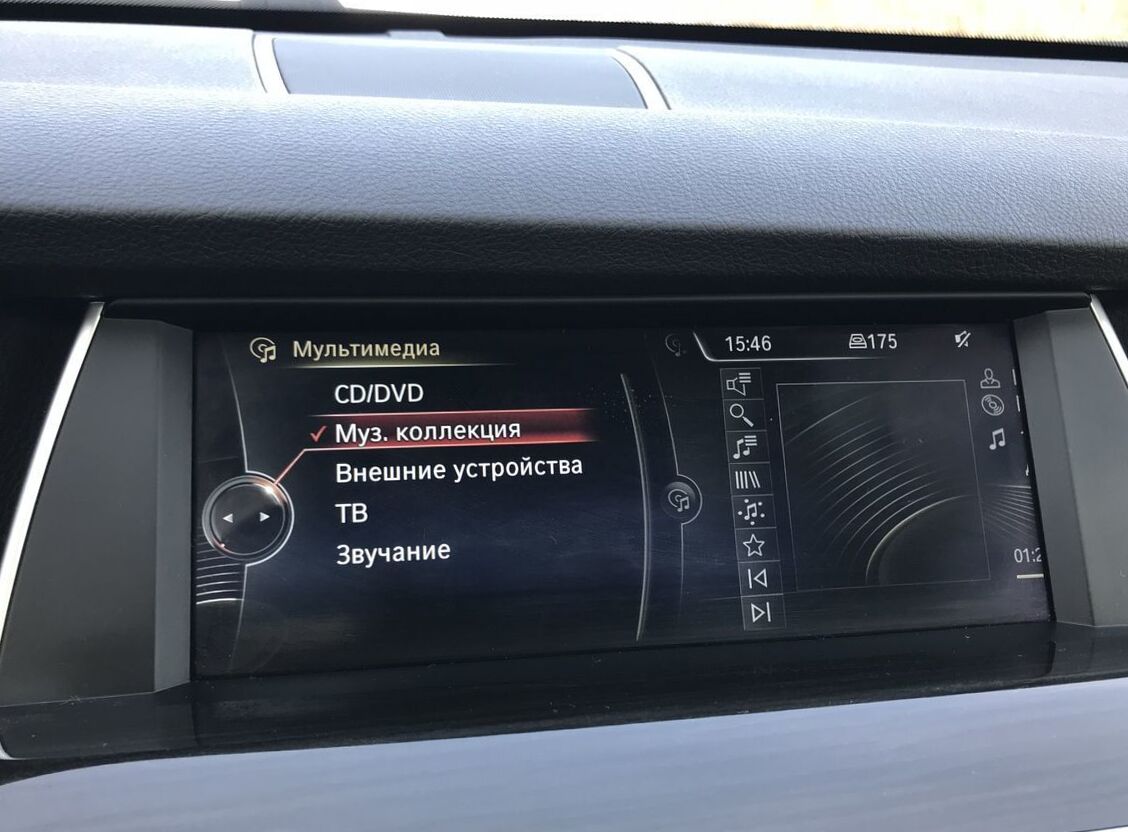 Мультимедиа
15:46
175
CD/DVD
Муз. коллекция
Внешние устройства
ТВ
Звучание